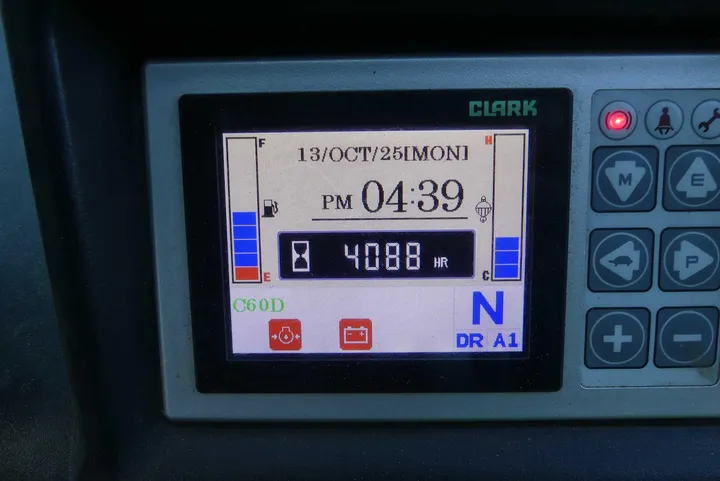 CLARK
F
13/OCT/25[MON]
H
PM 04:39
4088 HR
E
C
C60D
N
DR A1
M
E
P
+
−